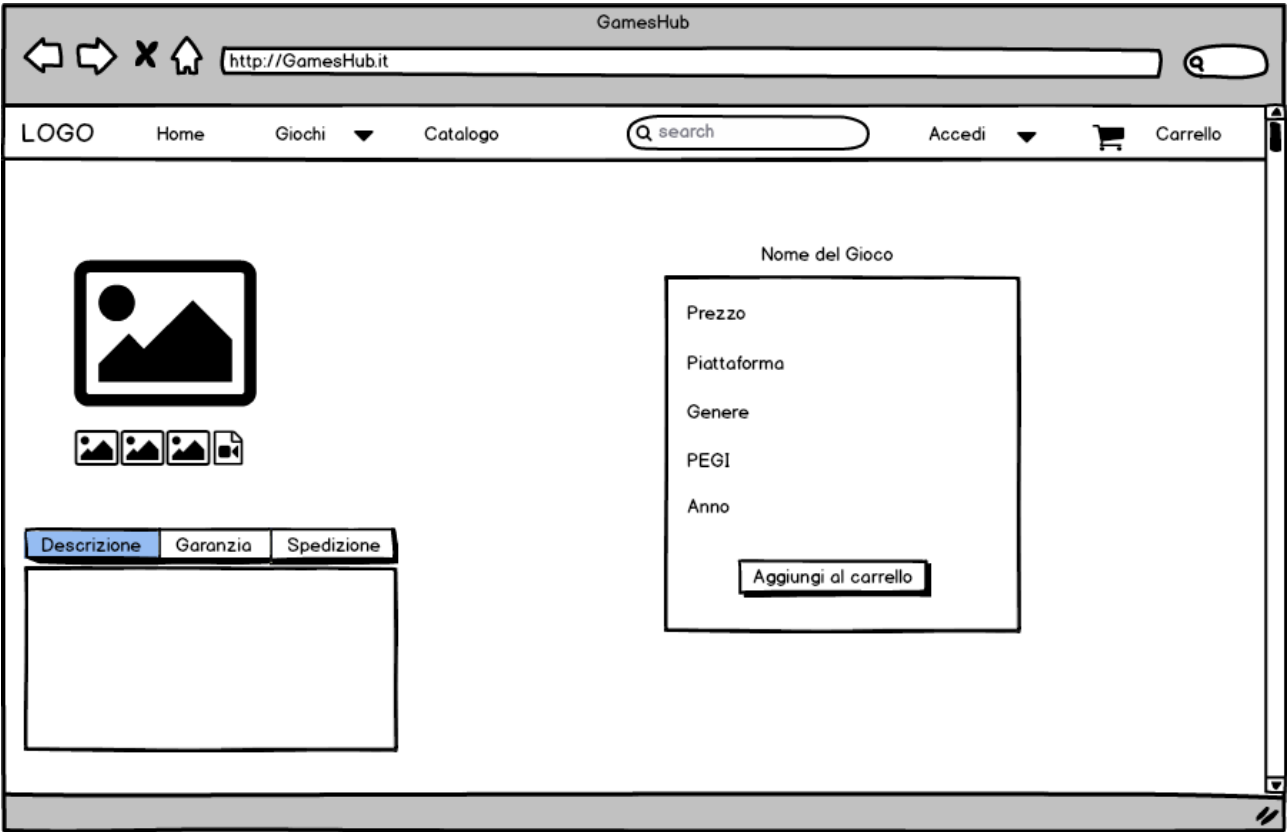 GamesHub
http://GamesHub.it
LOGO Home Giochi Catalogo search Accedi Carrello
Nome del Gioco
Prezzo
Piattaforma
Genere
PEGI
Anno
Aggiungi al carrello
Descrizione Garanzia Spedizione